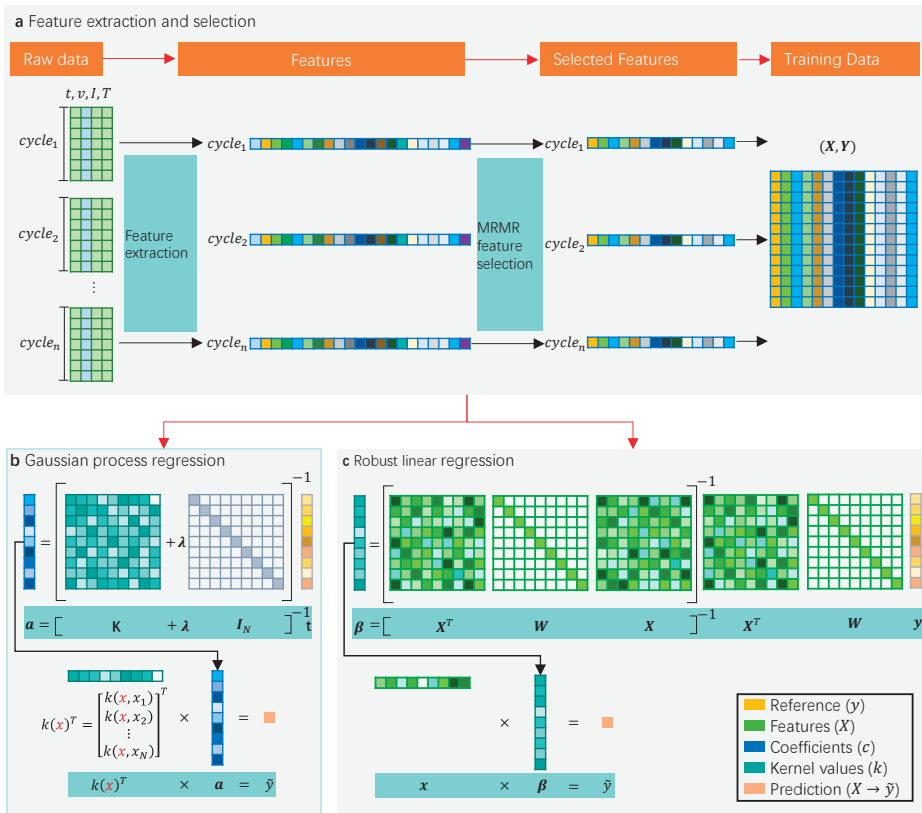 a Feature extraction and selection
Raw data
Features
Selected Features
Training Data
t, v, I, T
cycle₁
cycle₁
cycle₁
(X, Y)
cycle₂
Feature
extraction
cycle₂
MRMR
feature
selection
cycle₂
⋮
cycleₙ
cycleₙ
cycleₙ
b Gaussian process regression
= [ + λ ]⁻¹
a = [ K + λ I_N ]⁻¹ t
k(x)ᵀ = [k(x, x₁) k(x, x₂) ⋮ k(x, x_N)]ᵀ × =
k(x)ᵀ × a = ỹ
c Robust linear regression
= [ ]⁻¹
β = [ Xᵀ W X ]⁻¹ Xᵀ W y
× =
x × β = ỹ
Reference (y)
Features (X)
Coefficients (c)
Kernel values (k)
Prediction (X → ỹ)